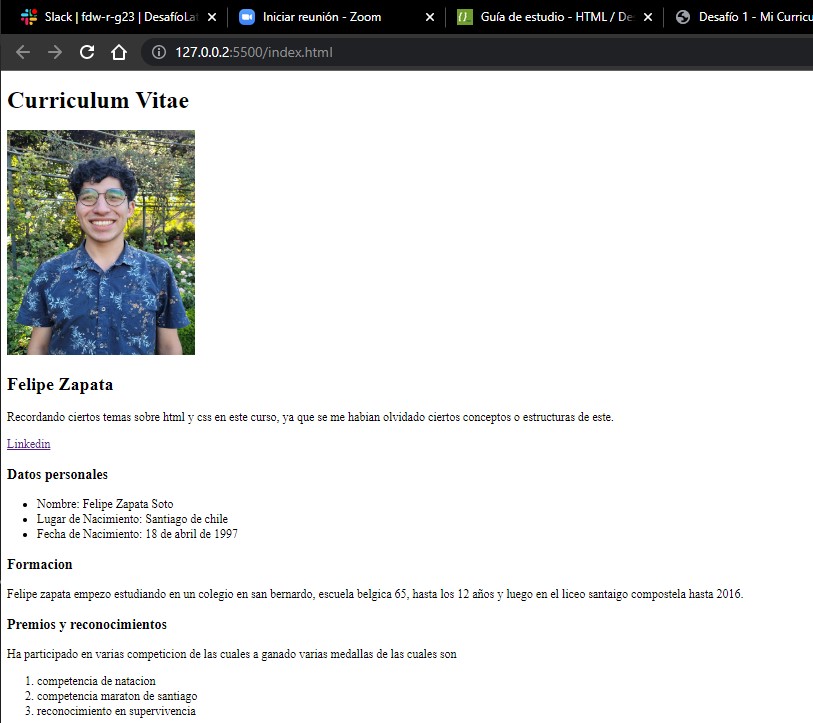 Slack | fdw-r-g23 | DesafíoLat
Iniciar reunión - Zoom
Guía de estudio - HTML / De
Desafío 1 - Mi Curricu
127.0.0.2:5500/index.html
Curriculum Vitae
Felipe Zapata
Recordando ciertos temas sobre html y css en este curso, ya que se me habian olvidado ciertos conceptos o estructuras de este.
Linkedin
Datos personales
Nombre: Felipe Zapata Soto
Lugar de Nacimiento: Santiago de chile
Fecha de Nacimiento: 18 de abril de 1997
Formacion
Felipe zapata empezo estudiando en un colegio en san bernardo, escuela belgica 65, hasta los 12 años y luego en el liceo santaigo compostela hasta 2016.
Premios y reconocimientos
Ha participado en varias competicion de las cuales a ganado varias medallas de las cuales son
1. competencia de natacion
2. competencia maraton de santiago
3. reconocimiento en supervivencia